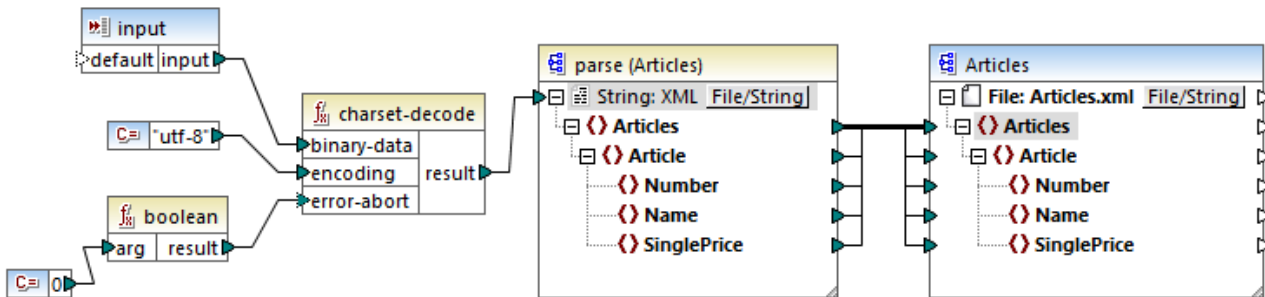 input
default input
"utf-8"
C= 0
boolean
arg result
charset-decode
binary-data
encoding
error-abort
result
parse (Articles)
String: XML File/String
Articles
Article
Number
Name
SinglePrice
Articles
File: Articles.xml File/String
Articles
Article
Number
Name
SinglePrice